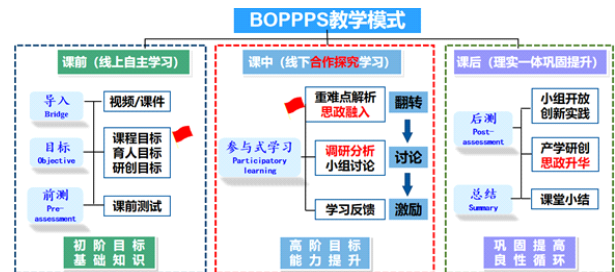 BOPPPS教学模式
课前（线上自主学习）
导入
Bridge
视频/课件
目标
Objective
课程目标
育人目标
研创目标
前测
Pre-
assessment
课前测试
初阶目标
基础知识
课中（线下合作探究学习）
参与式学习
Participatory
learning
重难点解析
思政融入
翻转
调研分析
小组讨论
讨论
学习反馈
激励
高阶目标
能力提升
课后（理实一体巩固提升）
后测
Post-
assessment
小组开放
创新实践
产学研创
思政升华
总结
Summary
课堂小结
巩固提高
良性循环